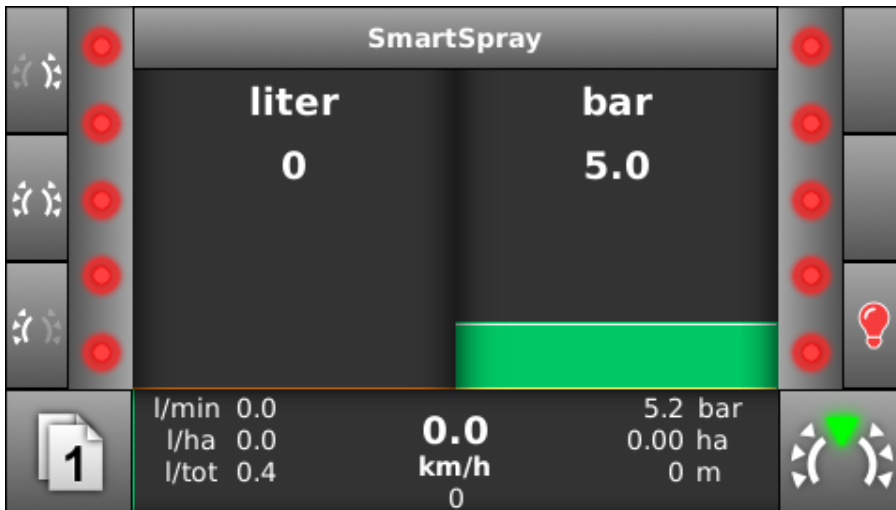 SmartSpray
liter
0
bar
5.0
l/min 0.0
l/ha 0.0
l/tot 0.4
0.0
km/h
0
5.2 bar
0.00 ha
0 m
1